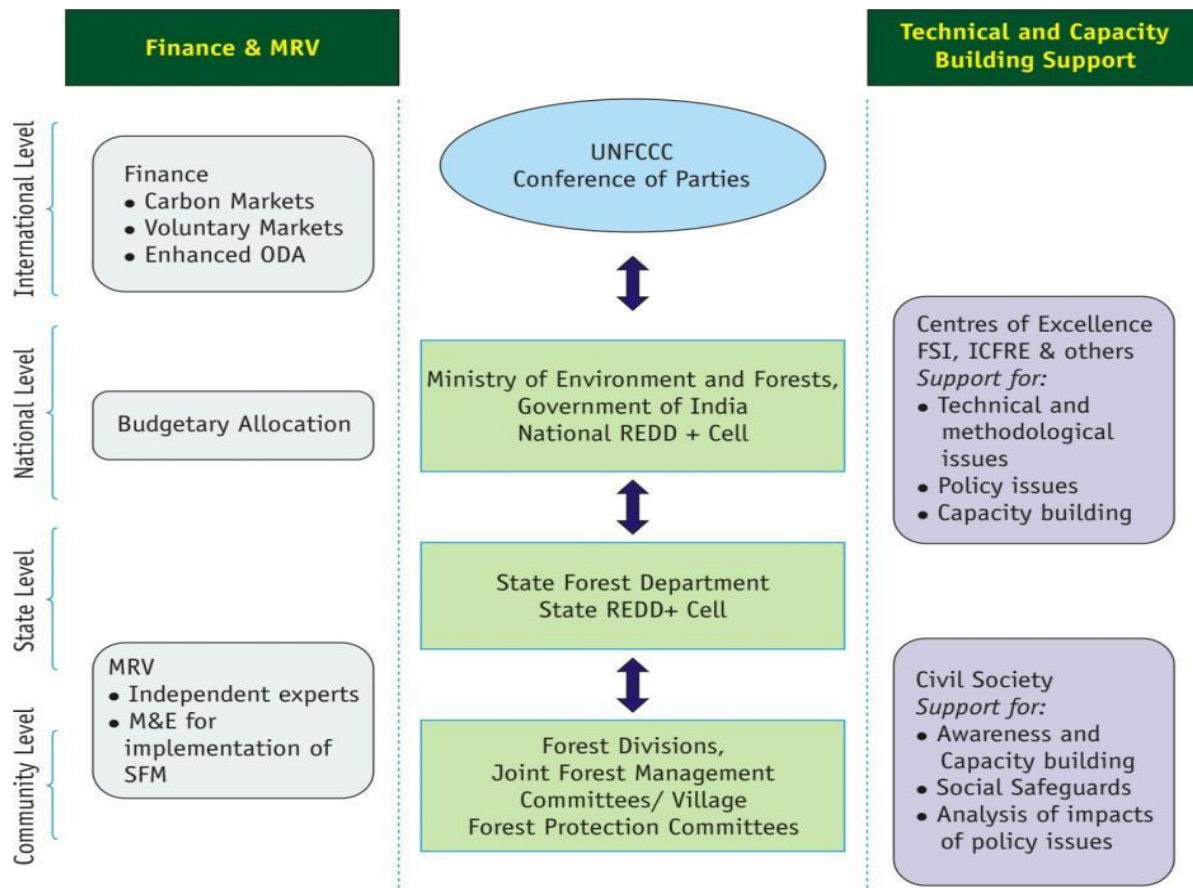 Finance & MRV
Technical and Capacity
Building Support
International Level
Finance
• Carbon Markets
• Voluntary Markets
• Enhanced ODA
UNFCCC
Conference of Parties
National Level
Budgetary Allocation
Ministry of Environment and Forests,
Government of India
National REDD + Cell
Centres of Excellence
FSI, ICFRE & others
Support for:
• Technical and
methodological
issues
• Policy issues
• Capacity building
State Level
State Forest Department
State REDD+ Cell
Community Level
MRV
• Independent experts
• M&E for
implementation of
SFM
Forest Divisions,
Joint Forest Management
Committees/ Village
Forest Protection Committees
Civil Society
Support for:
• Awareness and
Capacity building
• Social Safeguards
• Analysis of impacts
of policy issues